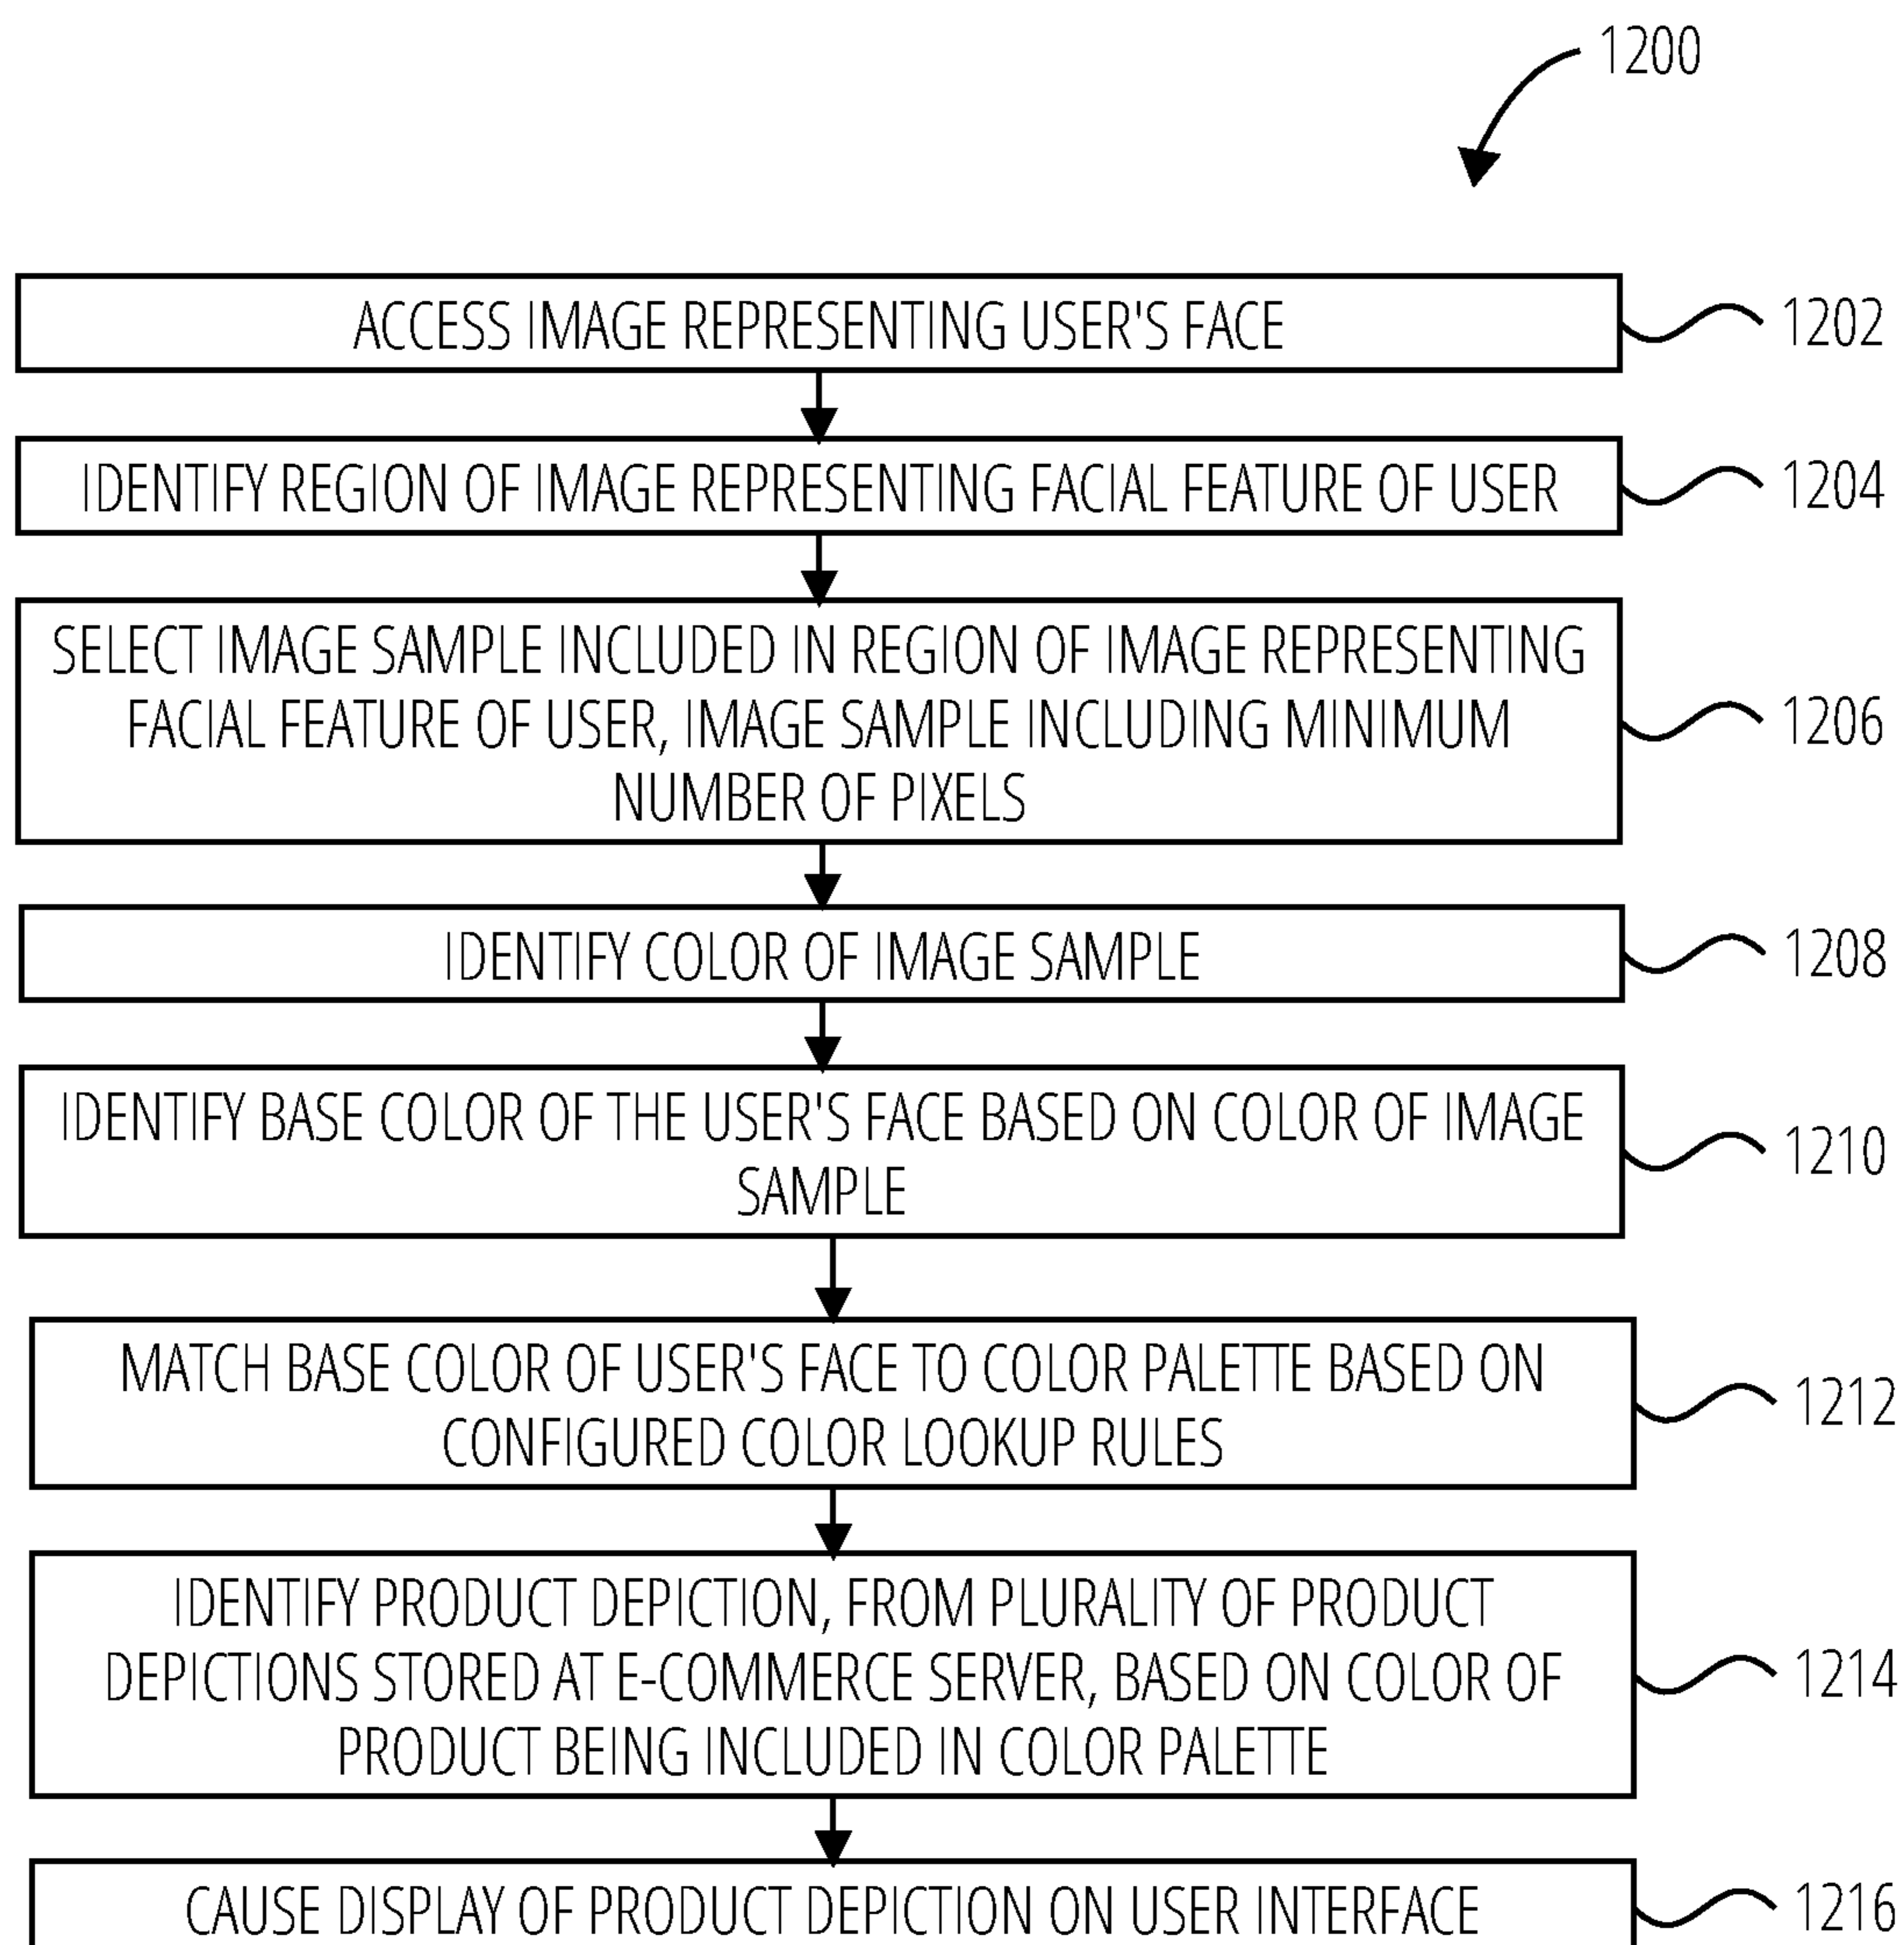 1200
ACCESS IMAGE REPRESENTING USER'S FACE
1202
IDENTIFY REGION OF IMAGE REPRESENTING FACIAL FEATURE OF USER
1204
SELECT IMAGE SAMPLE INCLUDED IN REGION OF IMAGE REPRESENTING
FACIAL FEATURE OF USER, IMAGE SAMPLE INCLUDING MINIMUM
NUMBER OF PIXELS
1206
IDENTIFY COLOR OF IMAGE SAMPLE
1208
IDENTIFY BASE COLOR OF THE USER'S FACE BASED ON COLOR OF IMAGE
SAMPLE
1210
MATCH BASE COLOR OF USER'S FACE TO COLOR PALETTE BASED ON
CONFIGURED COLOR LOOKUP RULES
1212
IDENTIFY PRODUCT DEPICTION, FROM PLURALITY OF PRODUCT
DEPICTIONS STORED AT E-COMMERCE SERVER, BASED ON COLOR OF
PRODUCT BEING INCLUDED IN COLOR PALETTE
1214
CAUSE DISPLAY OF PRODUCT DEPICTION ON USER INTERFACE
1216